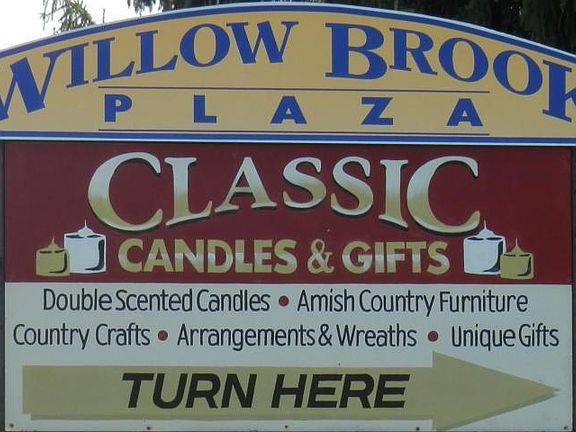 WILLOW BROOK
PLAZA
CLASSIC
CANDLES & GIFTS
Double Scented Candles • Amish Country Furniture
Country Crafts • Arrangements & Wreaths • Unique Gifts
TURN HERE